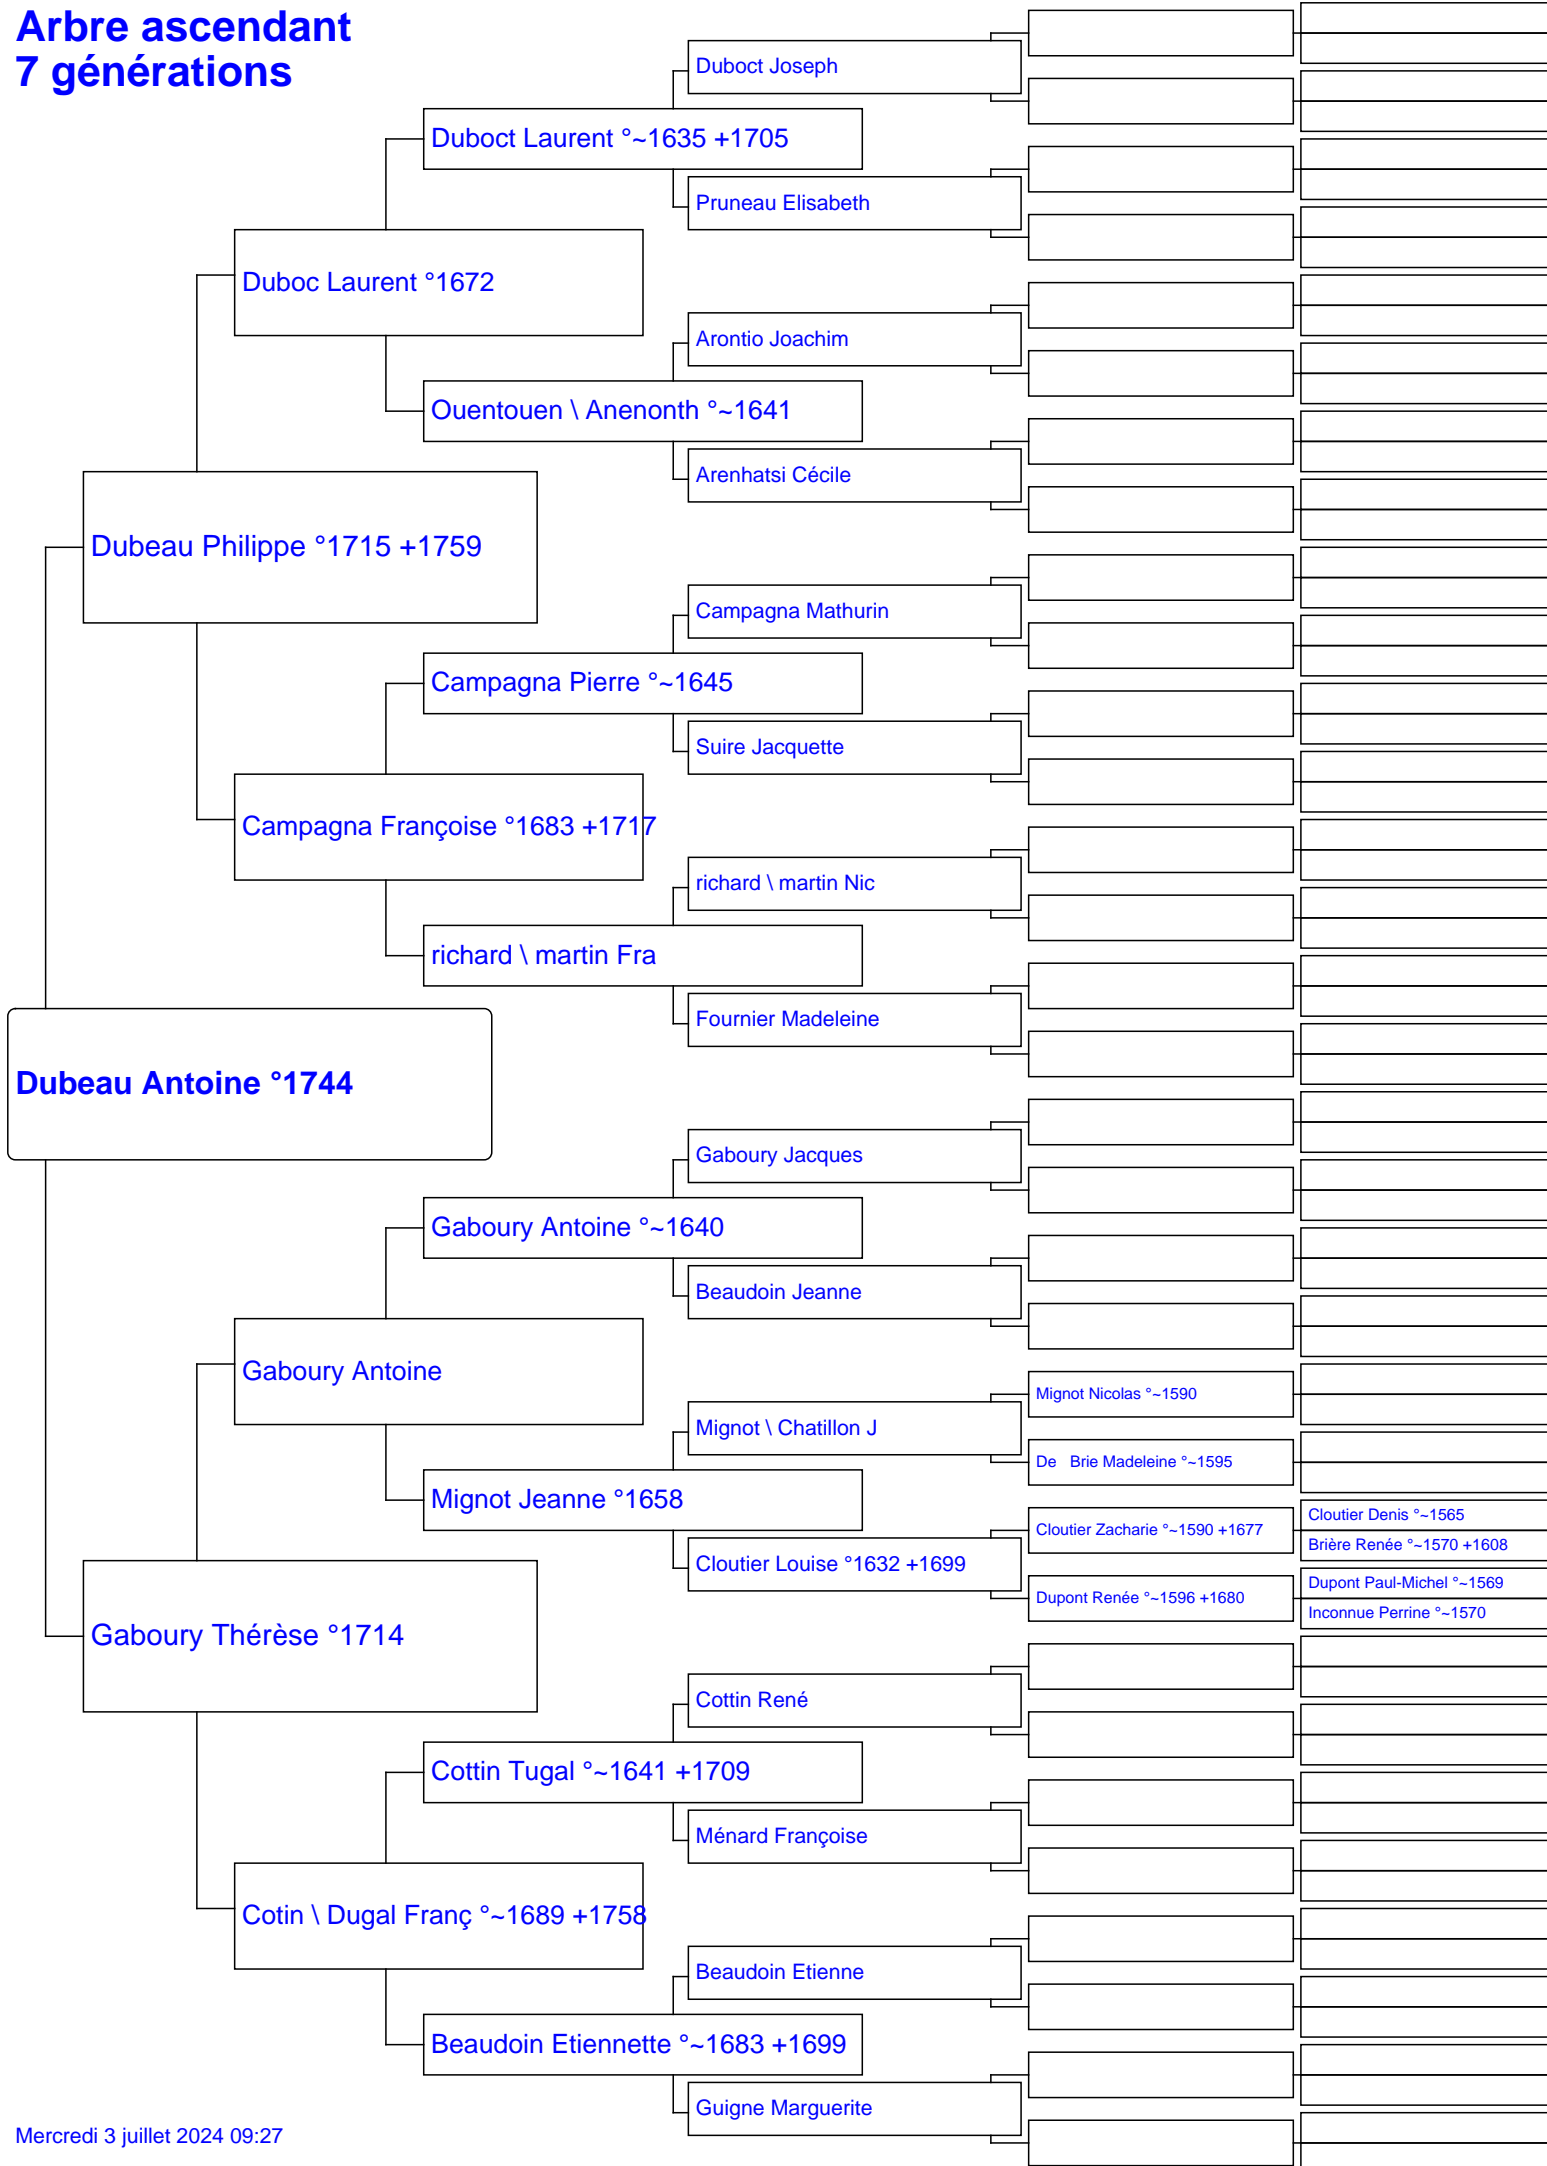 Arbre ascendant
7 générations
Duboct Joseph
Duboct Laurent °~1635 +1705
Pruneau Elisabeth
Duboc Laurent °1672
Arontio Joachim
Ouentouen \ Anenonth °~1641
Arenhatsi Cécile
Dubeau Philippe °1715 +1759
Campagna Mathurin
Campagna Pierre °~1645
Suire Jacquette
Campagna Françoise °1683 +1717
richard \ martin Nic
richard \ martin Fra
Fournier Madeleine
Dubeau Antoine °1744
Gaboury Jacques
Gaboury Antoine °~1640
Beaudoin Jeanne
Gaboury Antoine
Mignot Nicolas °~1590
Mignot \ Chatillon J
De Brie Madeleine °~1595
Mignot Jeanne °1658
Cloutier Denis °~1565
Cloutier Zacharie °~1590 +1677
Brière Renée °~1570 +1608
Cloutier Louise °1632 +1699
Dupont Paul-Michel °~1569
Dupont Renée °~1596 +1680
Inconnue Perrine °~1570
Gaboury Thérèse °1714
Cottin René
Cottin Tugal °~1641 +1709
Ménard Françoise
Cotin \ Dugal Franç °~1689 +1758
Beaudoin Etienne
Beaudoin Etiennette °~1683 +1699
Guigne Marguerite
Mercredi 3 juillet 2024 09:27